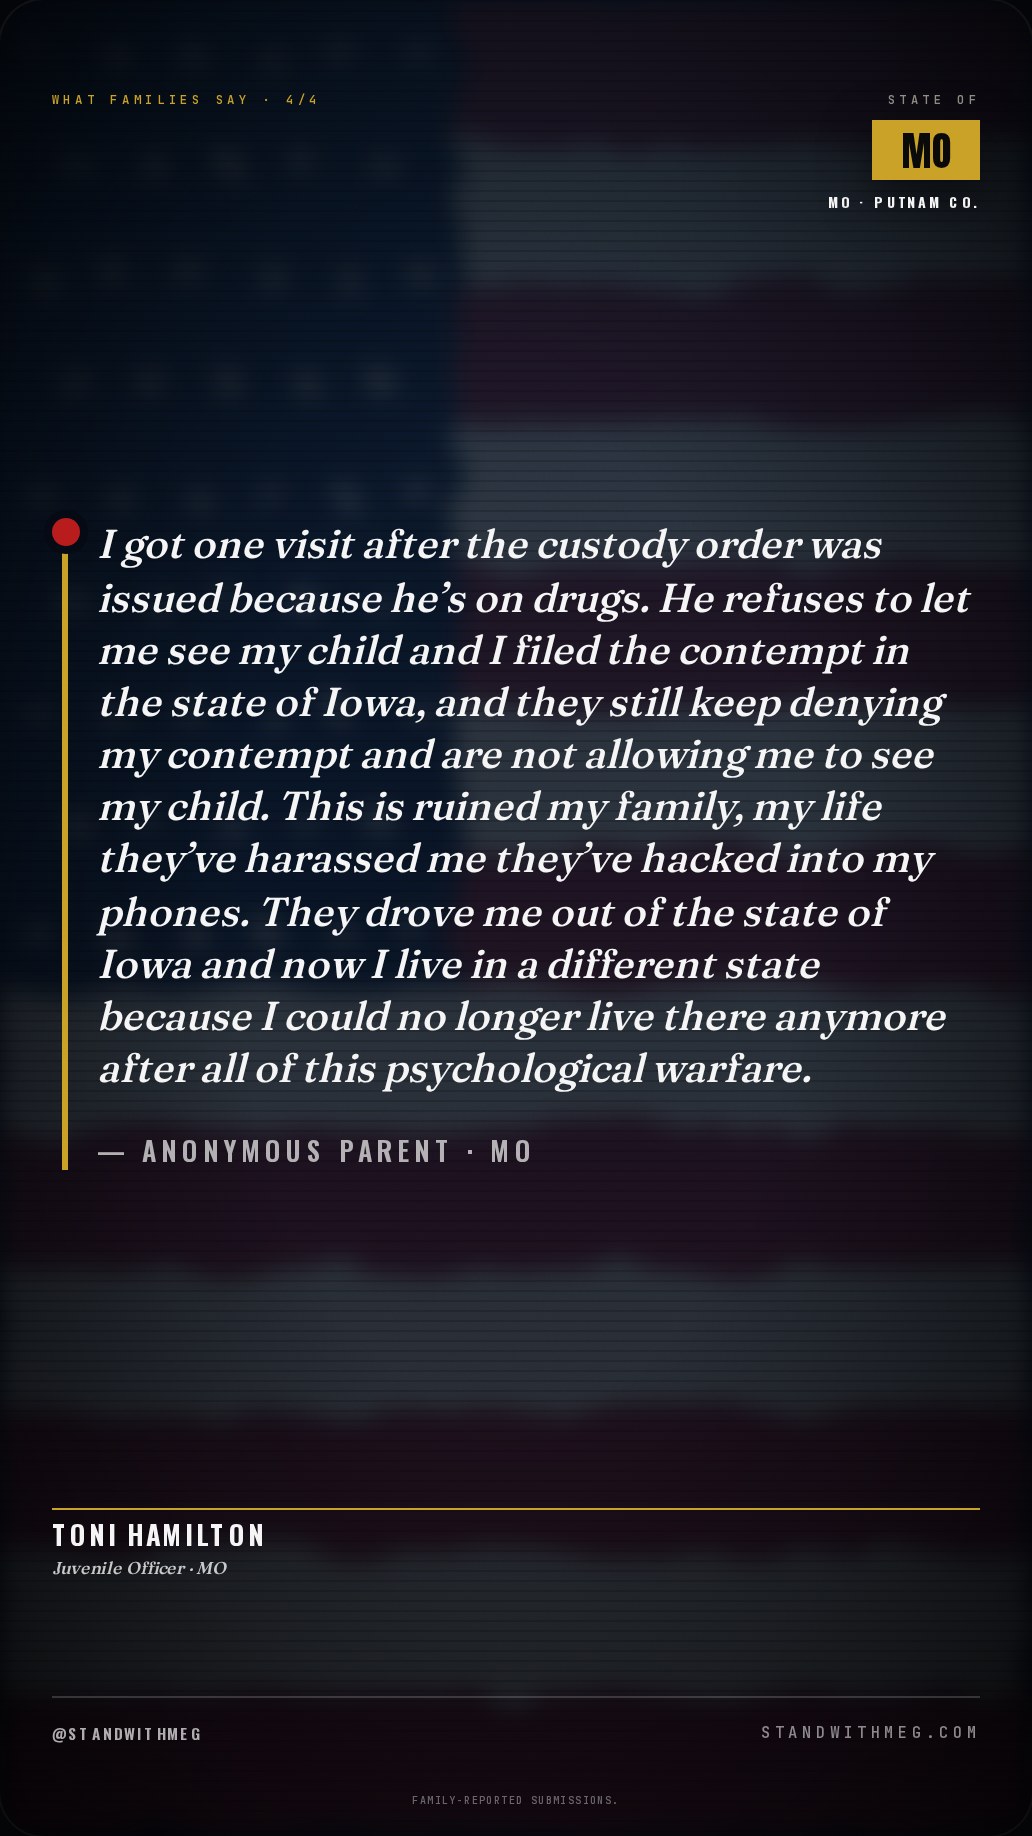 WHAT FAMILIES SAY · 4/4
STATE OF
MO
MO · PUTNAM CO.
I got one visit after the custody order was
issued because he’s on drugs. He refuses to let
me see my child and I filed the contempt in
the state of Iowa, and they still keep denying
my contempt and are not allowing me to see
my child. This is ruined my family, my life
they’ve harassed me they’ve hacked into my
phones. They drove me out of the state of
Iowa and now I live in a different state
because I could no longer live there anymore
after all of this psychological warfare.
— ANONYMOUS PARENT · MO
TONI HAMILTON
Juvenile Officer · MO
@STANDWITHMEG
STANDWITHMEG.COM
FAMILY-REPORTED SUBMISSIONS.